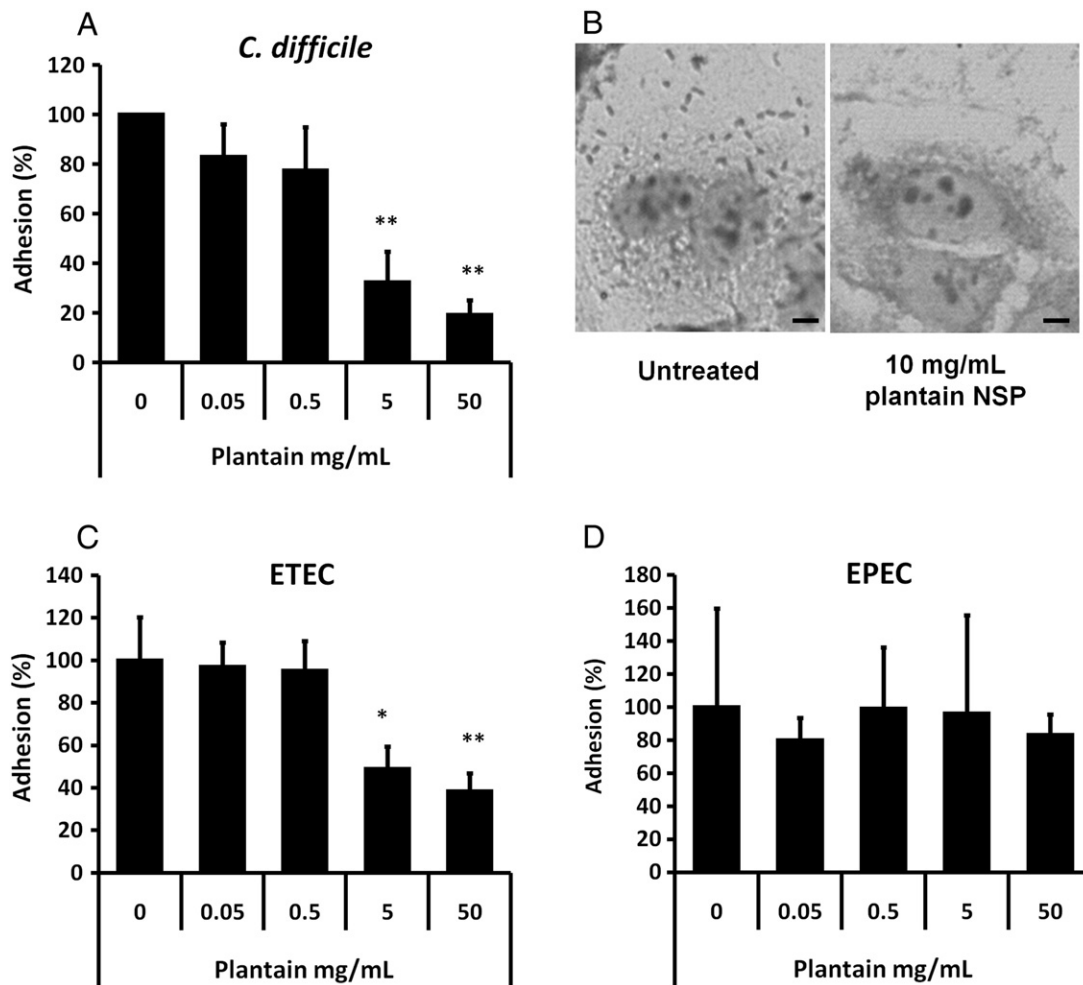 A
C. difficile
120
100
80
60
40
20
0
Adhesion (%)
**
**
0 0.05 0.5 5 50
Plantain mg/mL
B
Untreated
10 mg/mL
plantain NSP
C
ETEC
140
120
100
80
60
40
20
0
Adhesion (%)
*
**
0 0.05 0.5 5 50
Plantain mg/mL
D
EPEC
180
160
140
120
100
80
60
40
20
0
Adhesion (%)
0 0.05 0.5 5 50
Plantain mg/mL